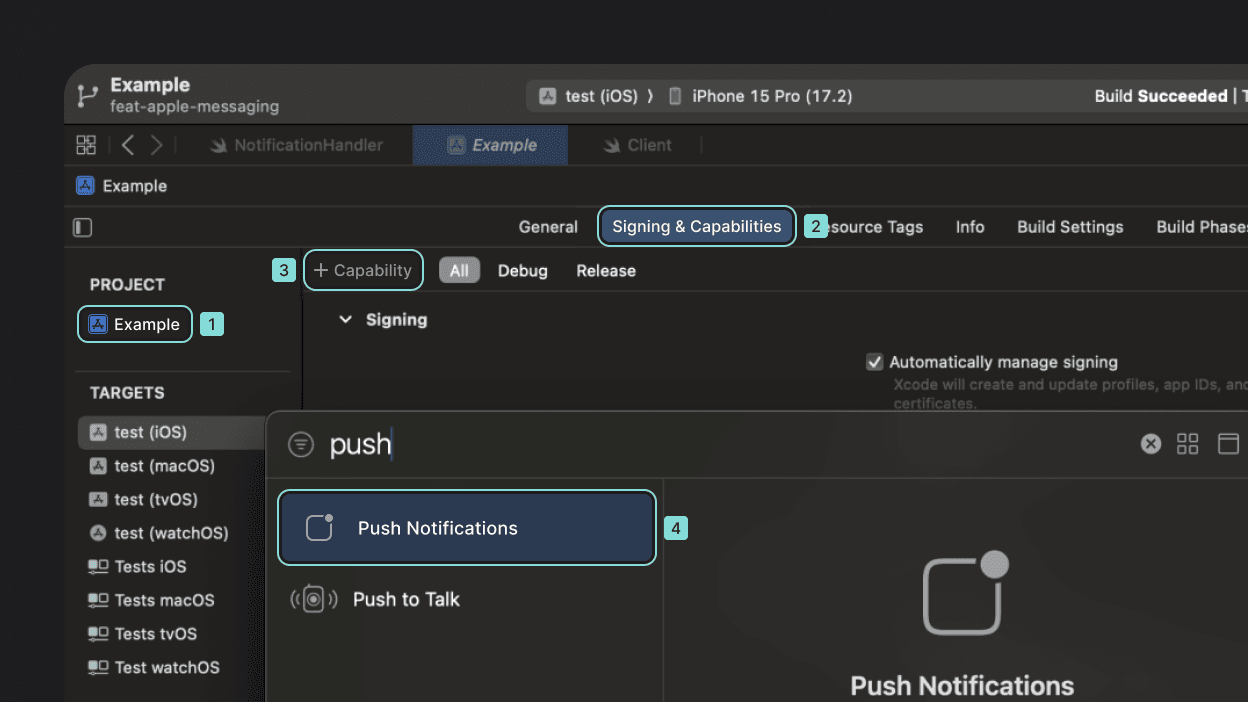 Example
feat-apple-messaging
test (iOS) ⟩ iPhone 15 Pro (17.2)
Build Succeeded |
NotificationHandler Example Client
Example
General Signing & Capabilities 2 esource Tags Info Build Settings Build Phases
3 + Capability All Debug Release
PROJECT
Signing
Example 1
Automatically manage signing
Xcode will create and update profiles, app IDs, and
certificates.
TARGETS
test (iOS)
test (macOS)
test (tvOS)
test (watchOS)
Tests iOS
Tests macOS
Tests tvOS
Test watchOS
push
Push Notifications 4
Push to Talk
Push Notifications